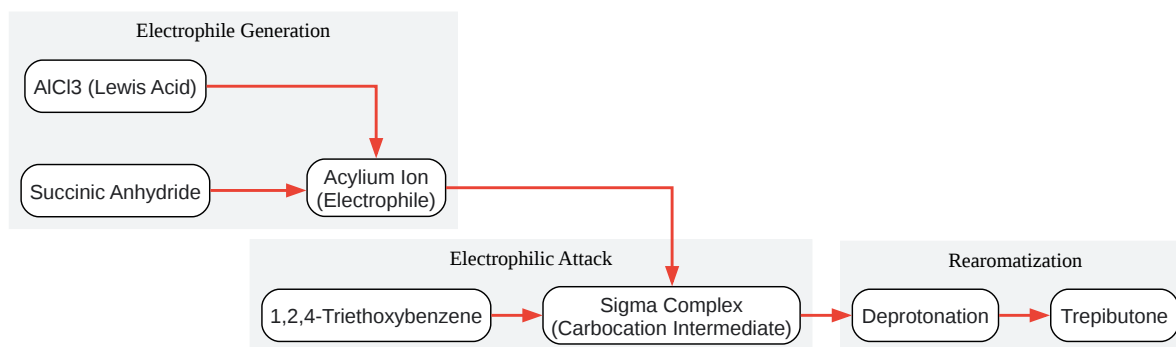 Electrophile Generation
AlCl3 (Lewis Acid)
Succinic Anhydride
Acylium Ion
(Electrophile)
Electrophilic Attack
1,2,4-Triethoxybenzene
Sigma Complex
(Carbocation Intermediate)
Rearomatization
Deprotonation
Trepibutone